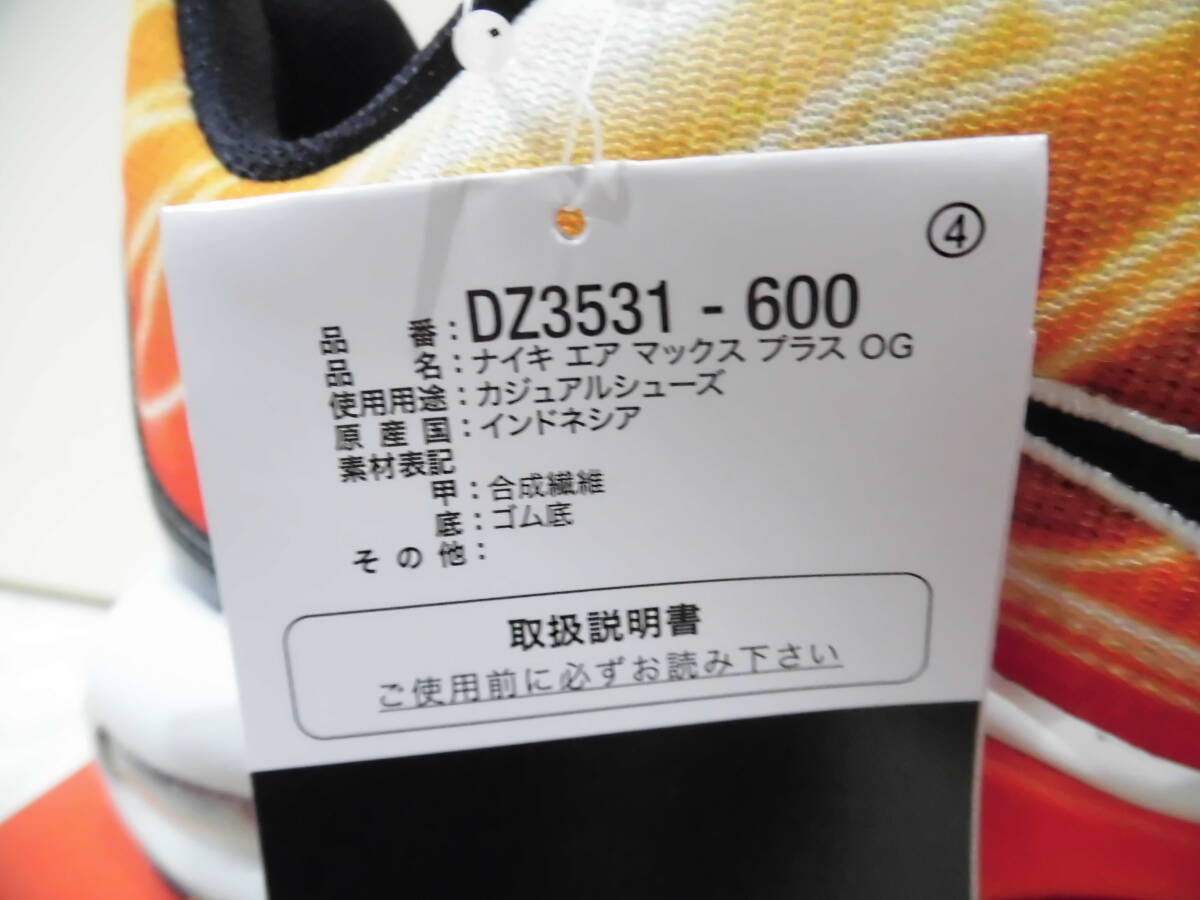 ④
品番：DZ3531 - 600
品名：ナイキ エア マックス プラス OG
使用用途：カジュアルシューズ
原産国：インドネシア
素材表記
甲：合成繊維
底：ゴム底
その他：
取扱説明書
ご使用前に必ずお読み下さい